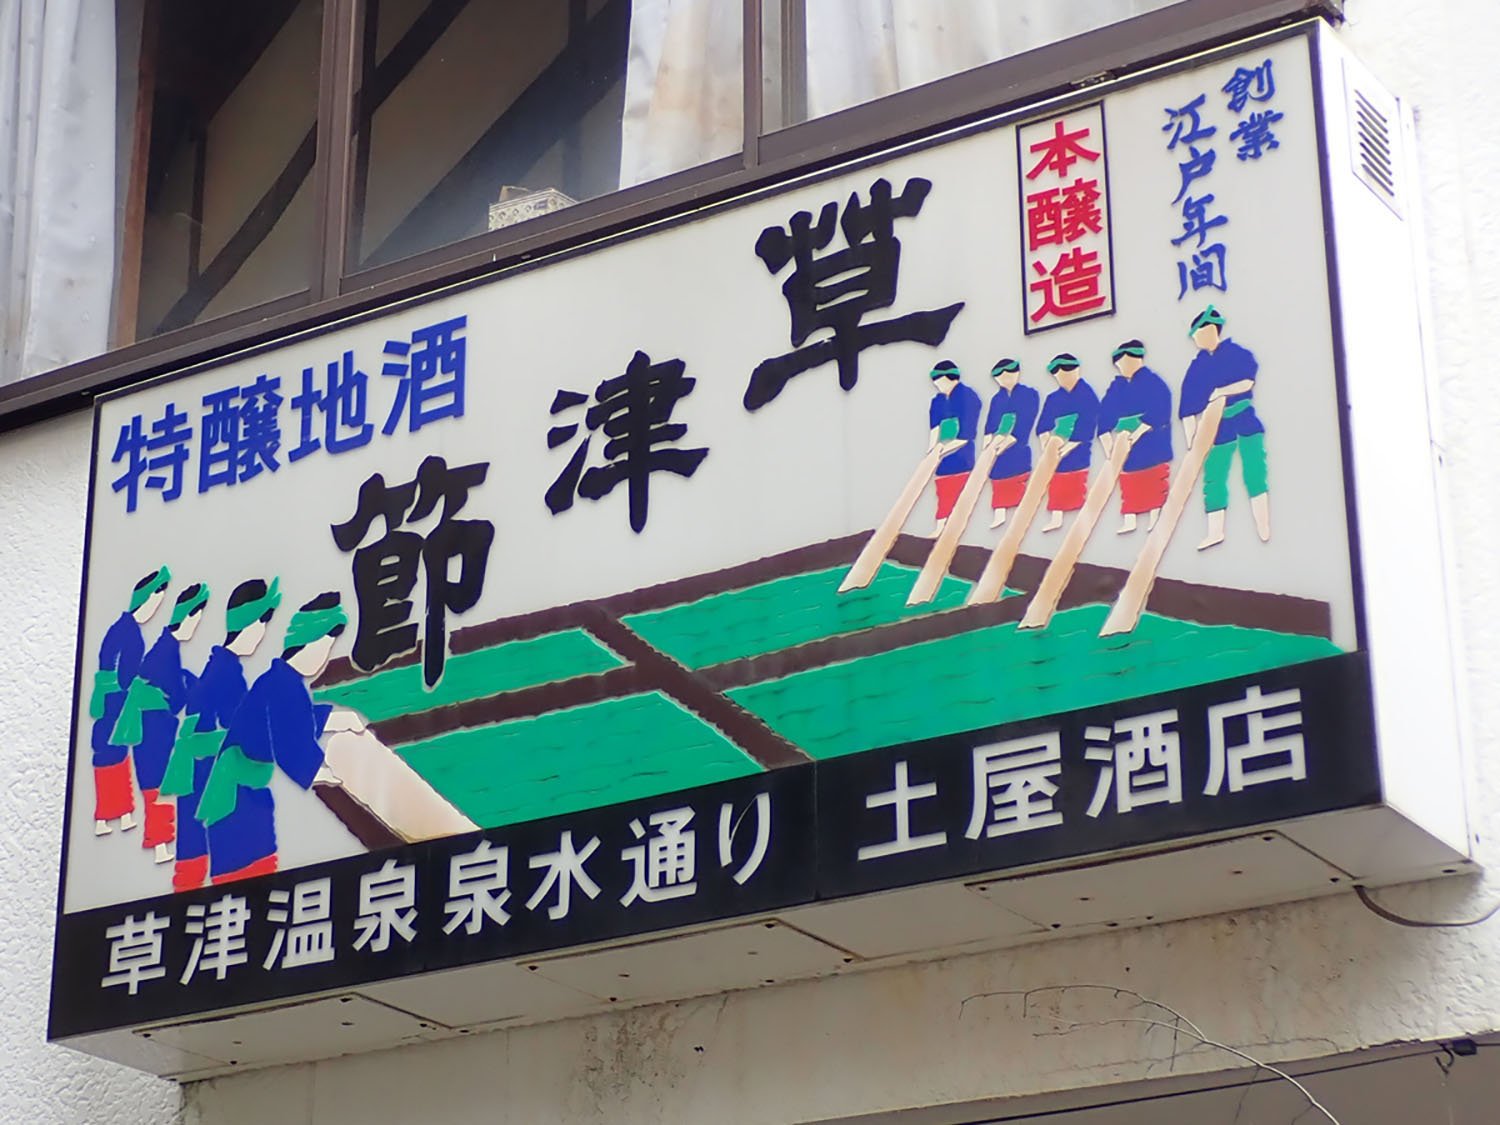 創業
江戸年間
本醸造
草津節
特醸地酒
草津温泉泉水通り 土屋酒店